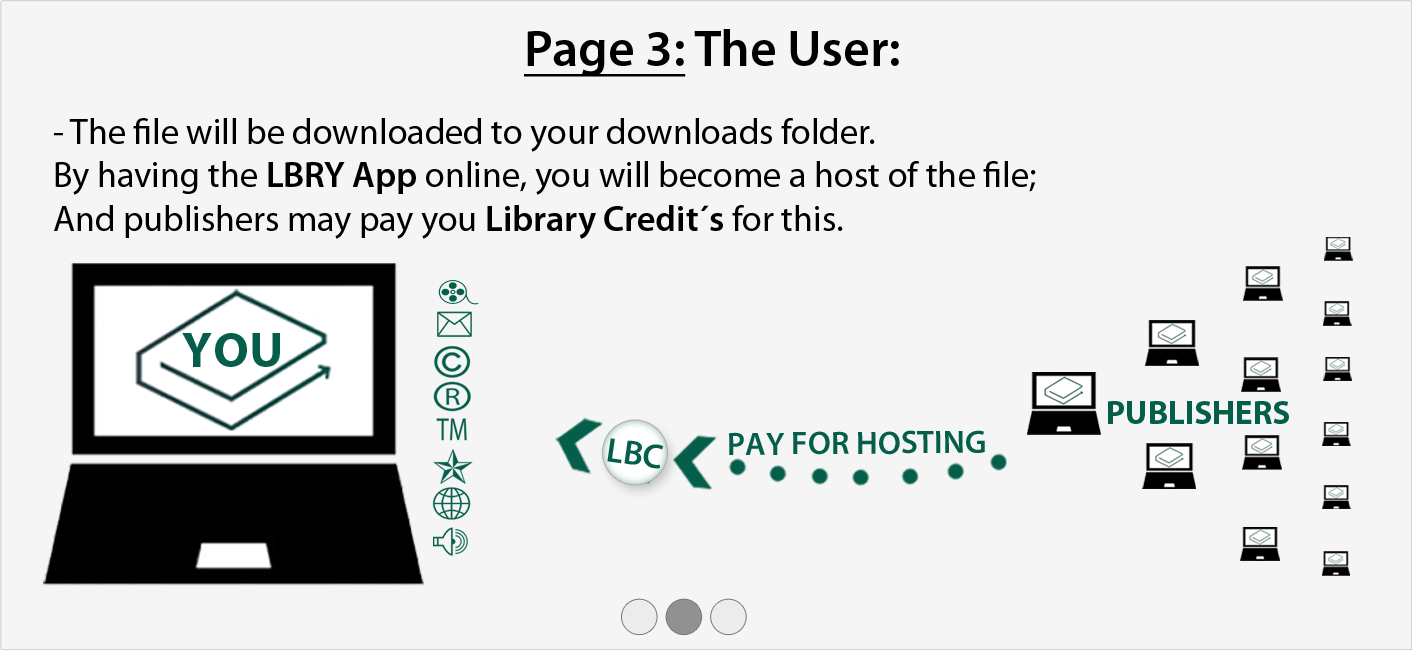 Page 3: The User:
- The file will be downloaded to your downloads folder.
By having the LBRY App online, you will become a host of the file;
And publishers may pay you Library Credit´s for this.
YOU
©
®
TM
LBC
PAY FOR HOSTING
PUBLISHERS